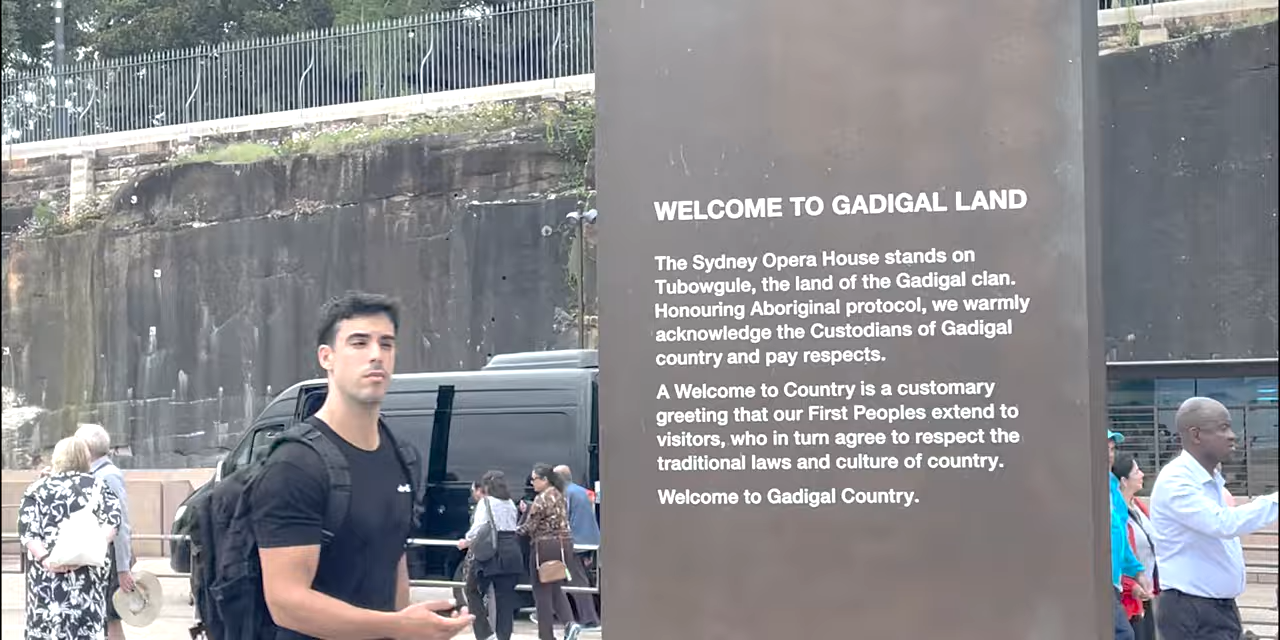 WELCOME TO GADIGAL LAND
The Sydney Opera House stands on
Tubowgule, the land of the Gadigal clan.
Honouring Aboriginal protocol, we warmly
acknowledge the Custodians of Gadigal
country and pay respects.
A Welcome to Country is a customary
greeting that our First Peoples extend to
visitors, who in turn agree to respect the
traditional laws and culture of country.
Welcome to Gadigal Country.